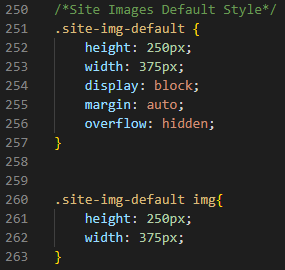 250 /*Site Images Default Style*/
251 .site-img-default {
252 height: 250px;
253 width: 375px;
254 display: block;
255 margin: auto;
256 overflow: hidden;
257 }
258
259
260 .site-img-default img{
261 height: 250px;
262 width: 375px;
263 }